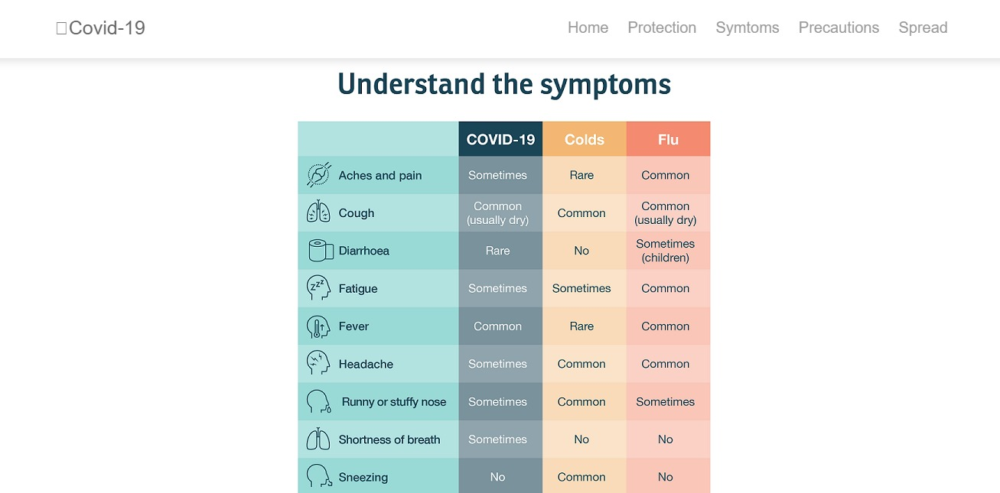 Covid-19 Home Protection Symtoms Precautions Spread
Understand the symptoms
COVID-19 Colds Flu
Aches and pain Sometimes Rare Common
Cough Common (usually dry) Common Common (usually dry)
Diarrhoea Rare No Sometimes (children)
zzz Fatigue Sometimes Sometimes Common
Fever Common Rare Common
Headache Sometimes Common Common
Runny or stuffy nose Sometimes Common Sometimes
Shortness of breath Sometimes No No
Sneezing No Common No